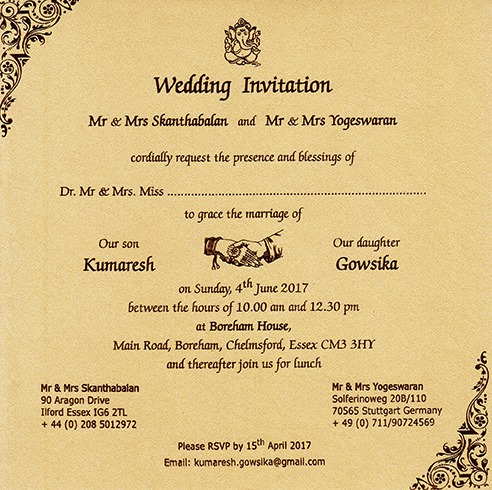 Wedding Invitation
Mr & Mrs Skanthabalan and Mr & Mrs Yogeswaran
cordially request the presence and blessings of
Dr. Mr & Mrs. Miss ..........................................................................
to grace the marriage of
Our son Our daughter
Kumaresh Gowsika
on Sunday, 4th June 2017
between the hours of 10.00 am and 12.30 pm
at Boreham House,
Main Road, Boreham, Chelmsford, Essex CM3 3HY
and thereafter join us for lunch
Mr & Mrs Skanthabalan
90 Aragon Drive
Ilford Essex IG6 2TL
+ 44 (0) 208 5012972
Mr & Mrs Yogeswaran
Solferinoweg 20B/110
70565 Stuttgart Germany
+ 49 (0) 711/90724569
Please RSVP by 15th April 2017
Email: kumaresh.gowsika@gmail.com